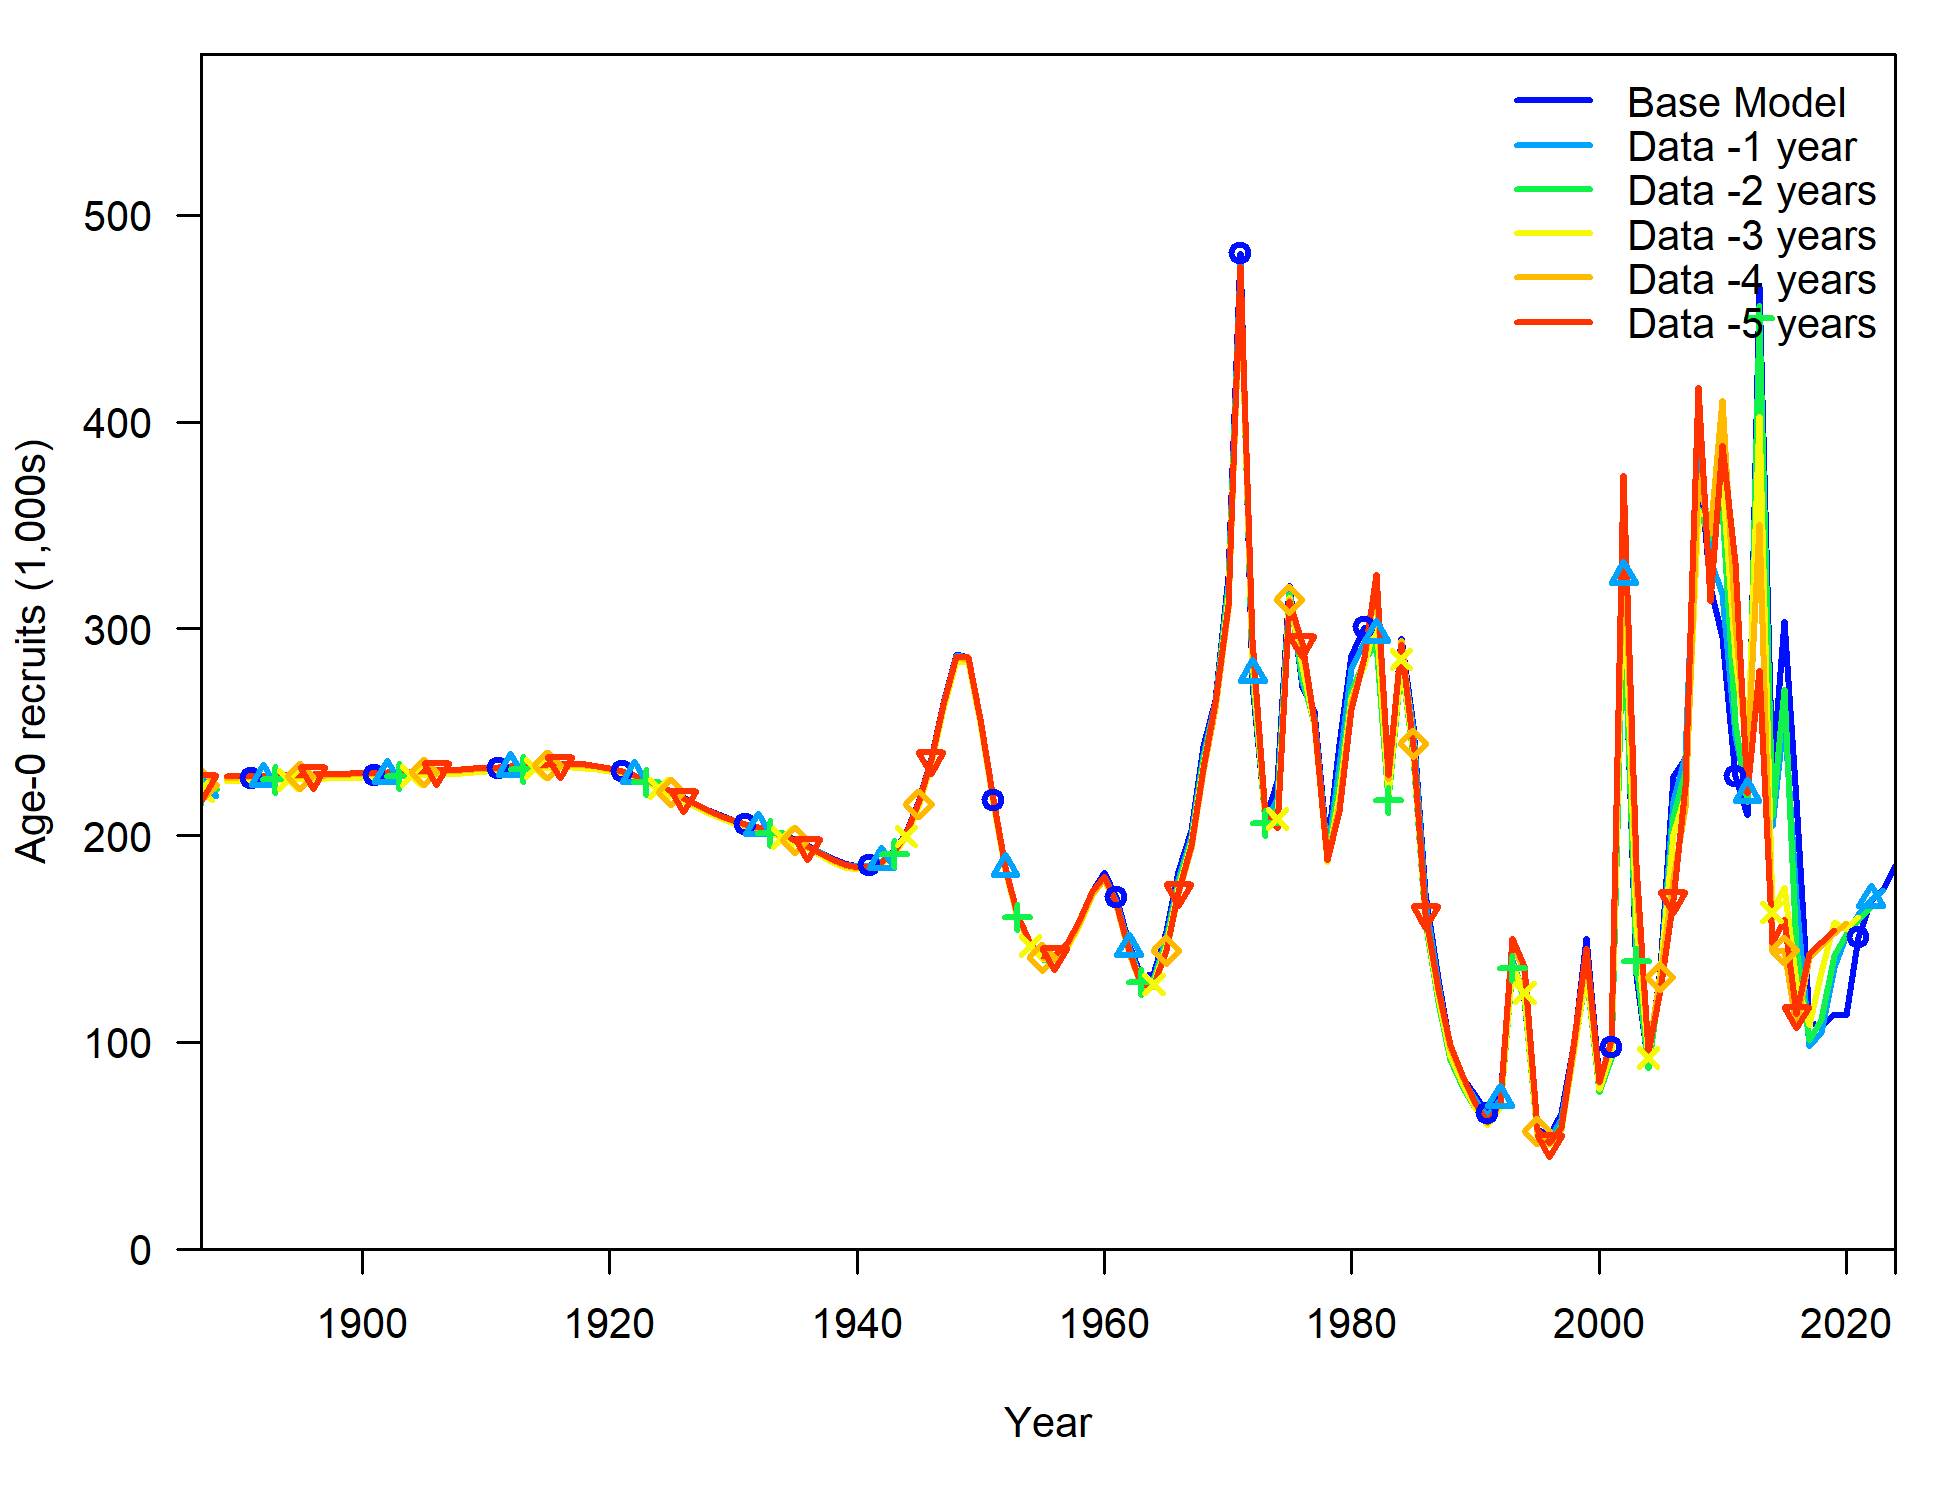 Base Model
Data -1 year
Data -2 years
Data -3 years
Data -4 years
Data -5 years
Age-0 recruits (1,000s)
500
400
300
200
100
0
1900 1920 1940 1960 1980 2000 2020
Year